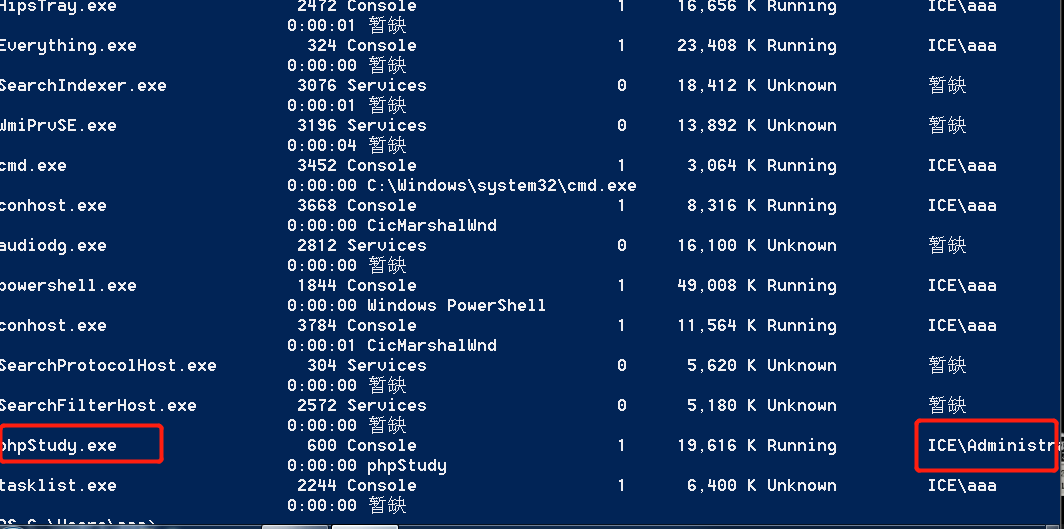 HipsTray.exe 2472 Console 1 16,656 K Running ICE\aaa
0:00:01 暂缺
Everything.exe 324 Console 1 23,408 K Running ICE\aaa
0:00:00 暂缺
SearchIndexer.exe 3076 Services 0 18,412 K Unknown 暂缺
0:00:01 暂缺
WmiPrvSE.exe 3196 Services 0 13,892 K Unknown 暂缺
0:00:04 暂缺
cmd.exe 3452 Console 1 3,064 K Running ICE\aaa
0:00:00 C:\Windows\system32\cmd.exe
conhost.exe 3668 Console 1 8,316 K Running ICE\aaa
0:00:00 CicMarshalWnd
audiodg.exe 2812 Services 0 16,100 K Unknown 暂缺
0:00:00 暂缺
powershell.exe 1844 Console 1 49,008 K Running ICE\aaa
0:00:00 Windows PowerShell
conhost.exe 3784 Console 1 11,564 K Running ICE\aaa
0:00:01 CicMarshalWnd
SearchProtocolHost.exe 304 Services 0 5,620 K Unknown 暂缺
0:00:00 暂缺
SearchFilterHost.exe 2572 Services 0 5,180 K Unknown 暂缺
0:00:00 暂缺
phpStudy.exe 600 Console 1 19,616 K Running ICE\Administra
0:00:00 phpStudy
tasklist.exe 2244 Console 1 6,400 K Unknown ICE\aaa
0:00:00 暂缺
PS C:\Users\aaa>